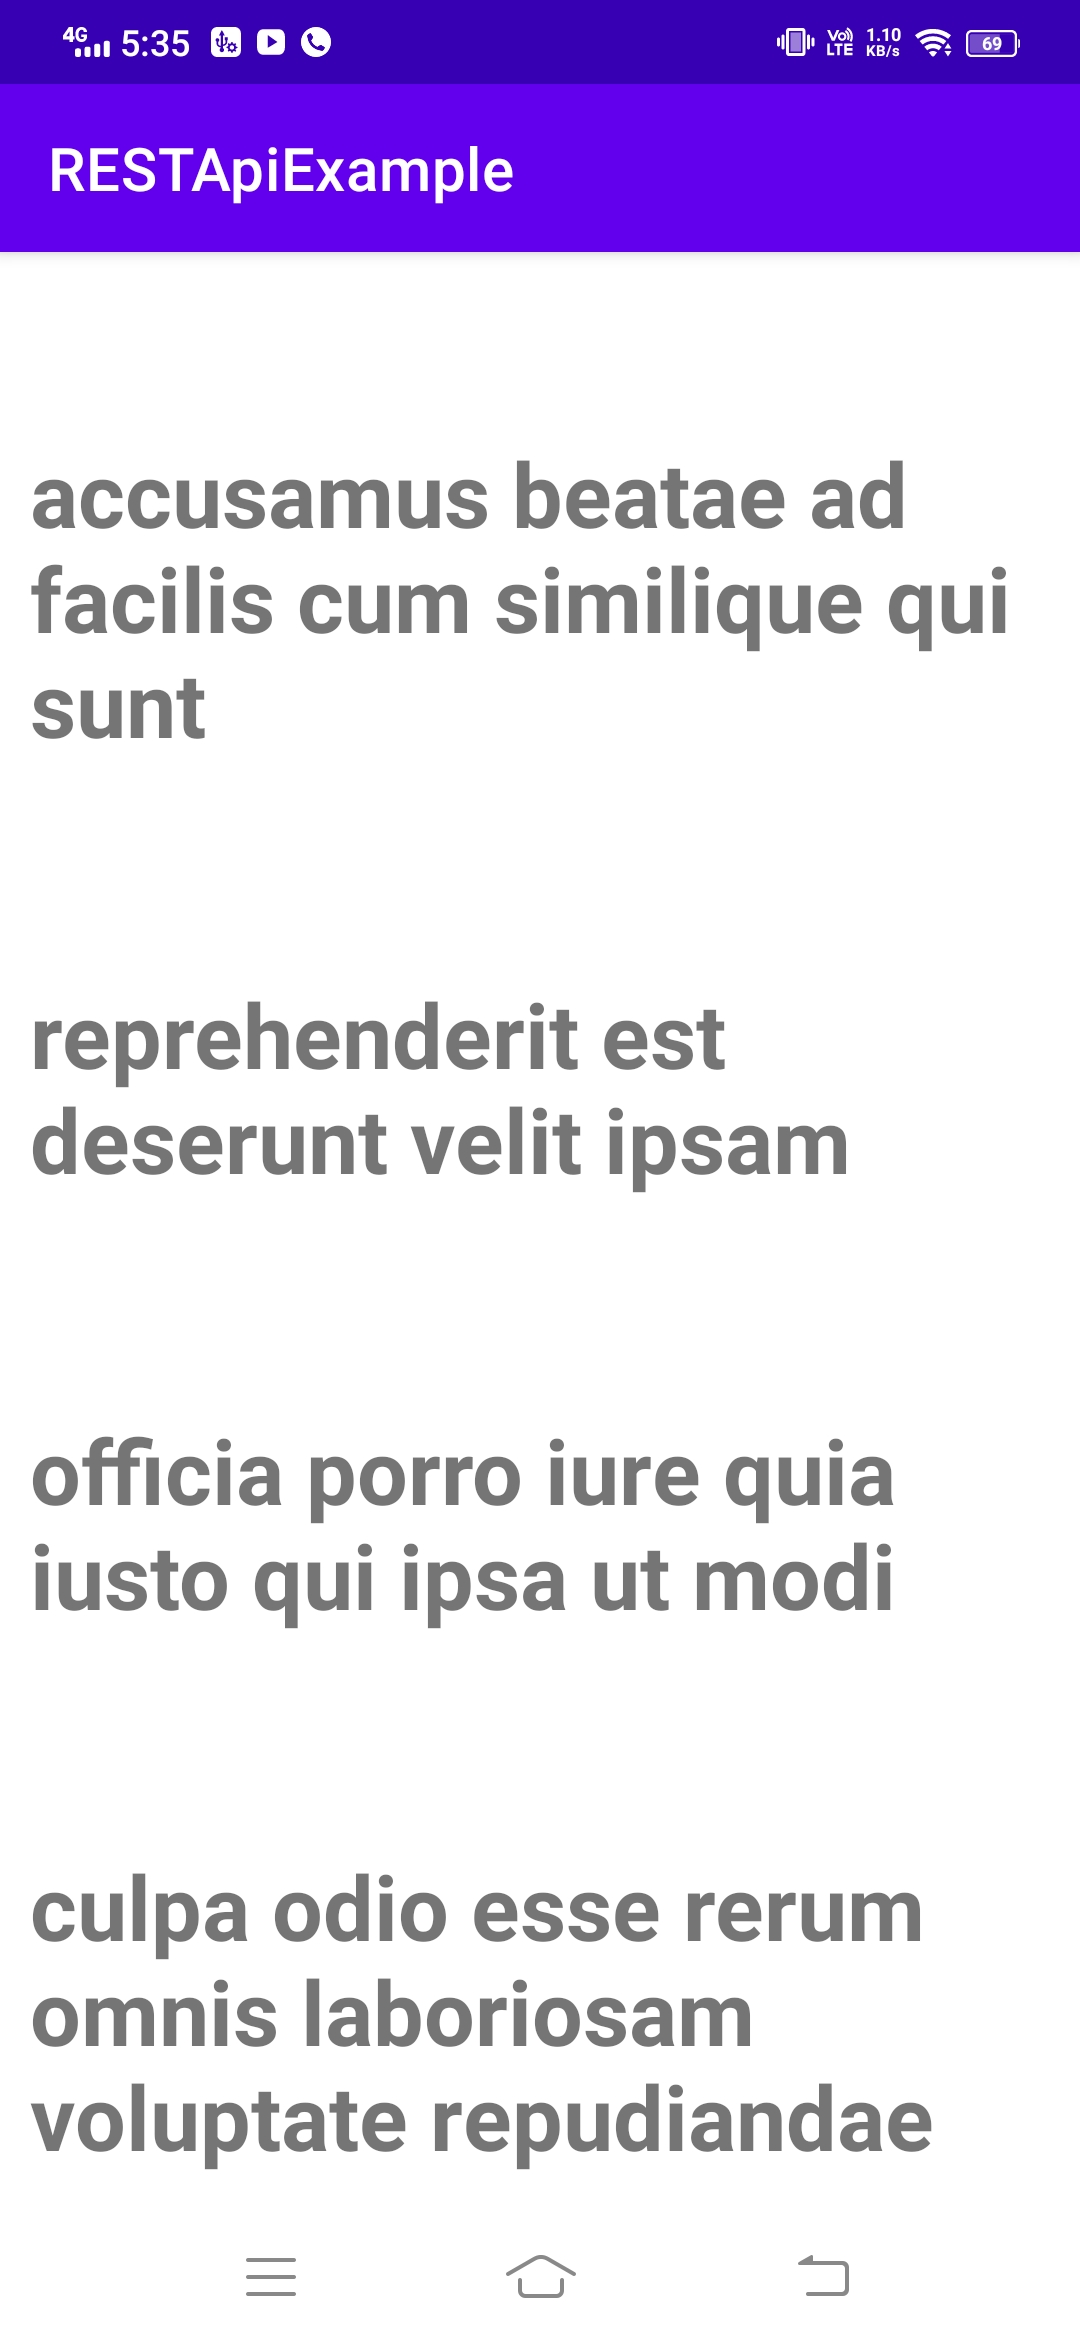 4G 5:35 Vo) LTE 1.10 KB/s 69
RESTApiExample
accusamus beatae ad
facilis cum similique qui
sunt
reprehenderit est
deserunt velit ipsam
officia porro iure quia
iusto qui ipsa ut modi
culpa odio esse rerum
omnis laboriosam
voluptate repudiandae